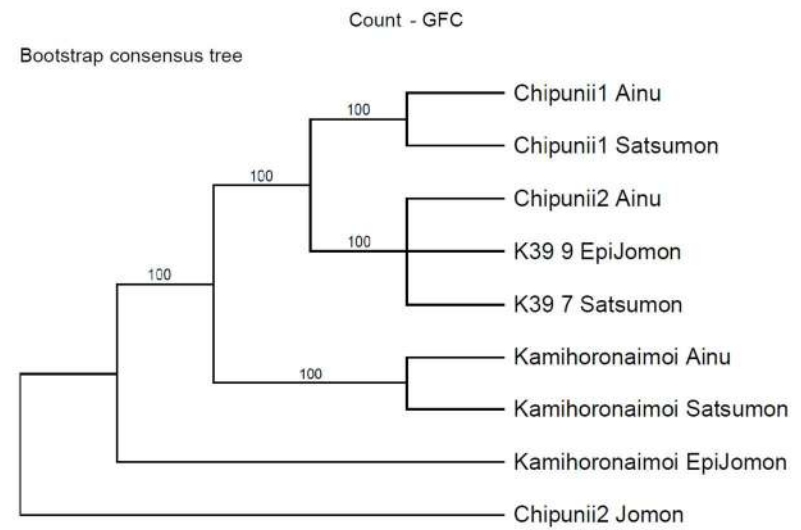 Count - GFC
Bootstrap consensus tree
100
Chipunii1 Ainu
Chipunii1 Satsumon
100
Chipunii2 Ainu
100
K39 9 EpiJomon
K39 7 Satsumon
100
Kamihoronaimoi Ainu
100
Kamihoronaimoi Satsumon
Kamihoronaimoi EpiJomon
Chipunii2 Jomon